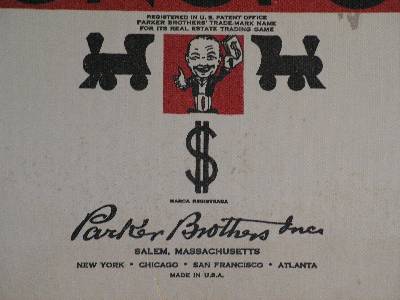 REGISTERED IN U. S. PATENT OFFICE
PARKER BROTHERS' TRADE-MARK NAME
FOR ITS REAL ESTATE TRADING GAME
$
$
MARCA REGISTRADA
Parker Brothers Inc.
SALEM, MASSACHUSETTS
NEW YORK • CHICAGO • SAN FRANCISCO • ATLANTA
MADE IN U.S.A.